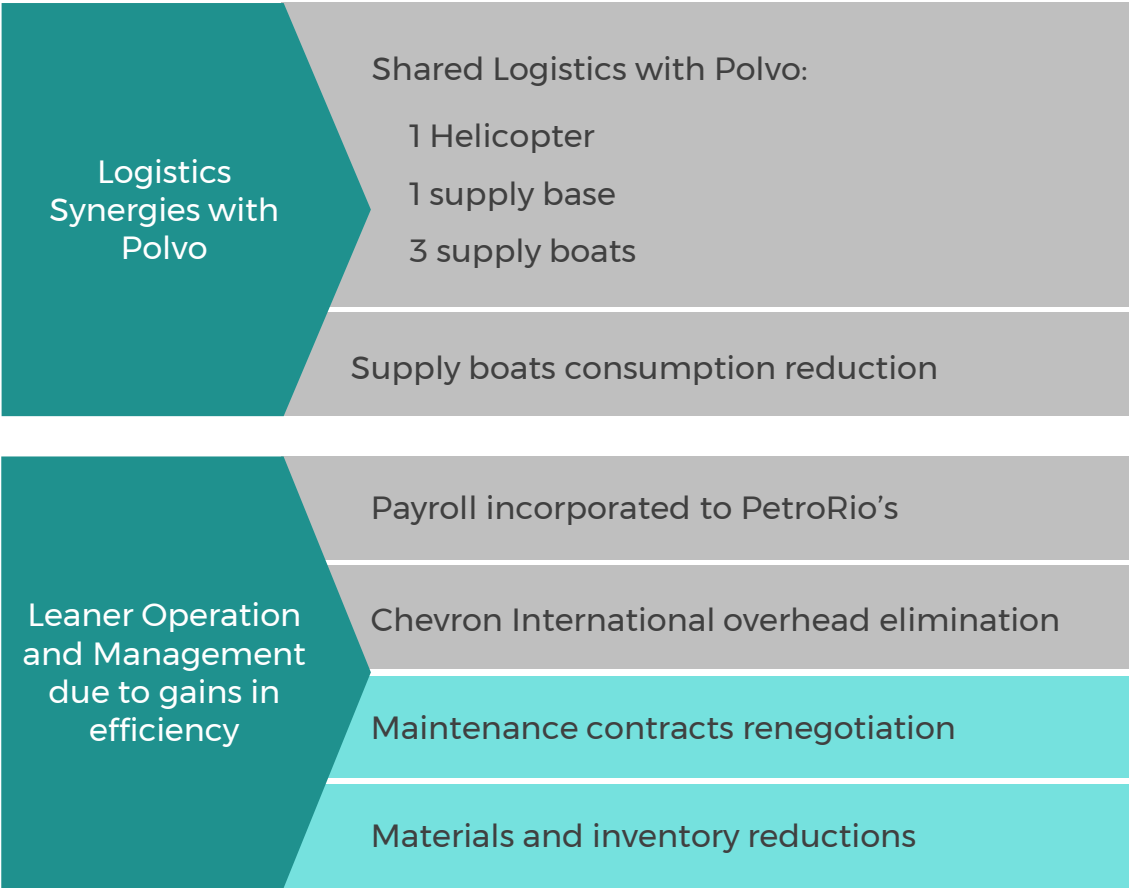 Logistics
Synergies with
Polvo
Shared Logistics with Polvo:
1 Helicopter
1 supply base
3 supply boats
Supply boats consumption reduction
Leaner Operation
and Management
due to gains in
efficiency
Payroll incorporated to PetroRio’s
Chevron International overhead elimination
Maintenance contracts renegotiation
Materials and inventory reductions